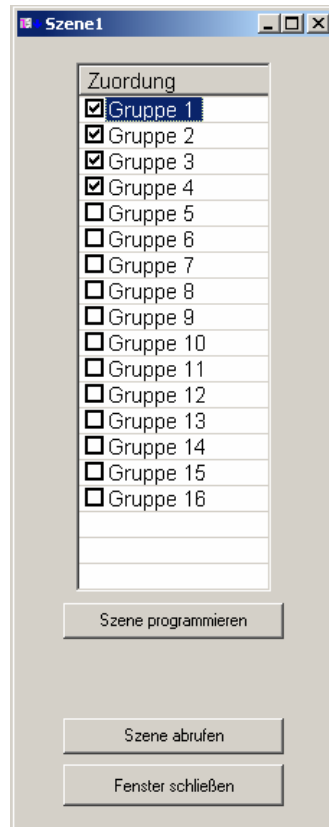 Szene1
Zuordung
Gruppe 1
Gruppe 2
Gruppe 3
Gruppe 4
Gruppe 5
Gruppe 6
Gruppe 7
Gruppe 8
Gruppe 9
Gruppe 10
Gruppe 11
Gruppe 12
Gruppe 13
Gruppe 14
Gruppe 15
Gruppe 16
Szene programmieren
Szene abrufen
Fenster schließen